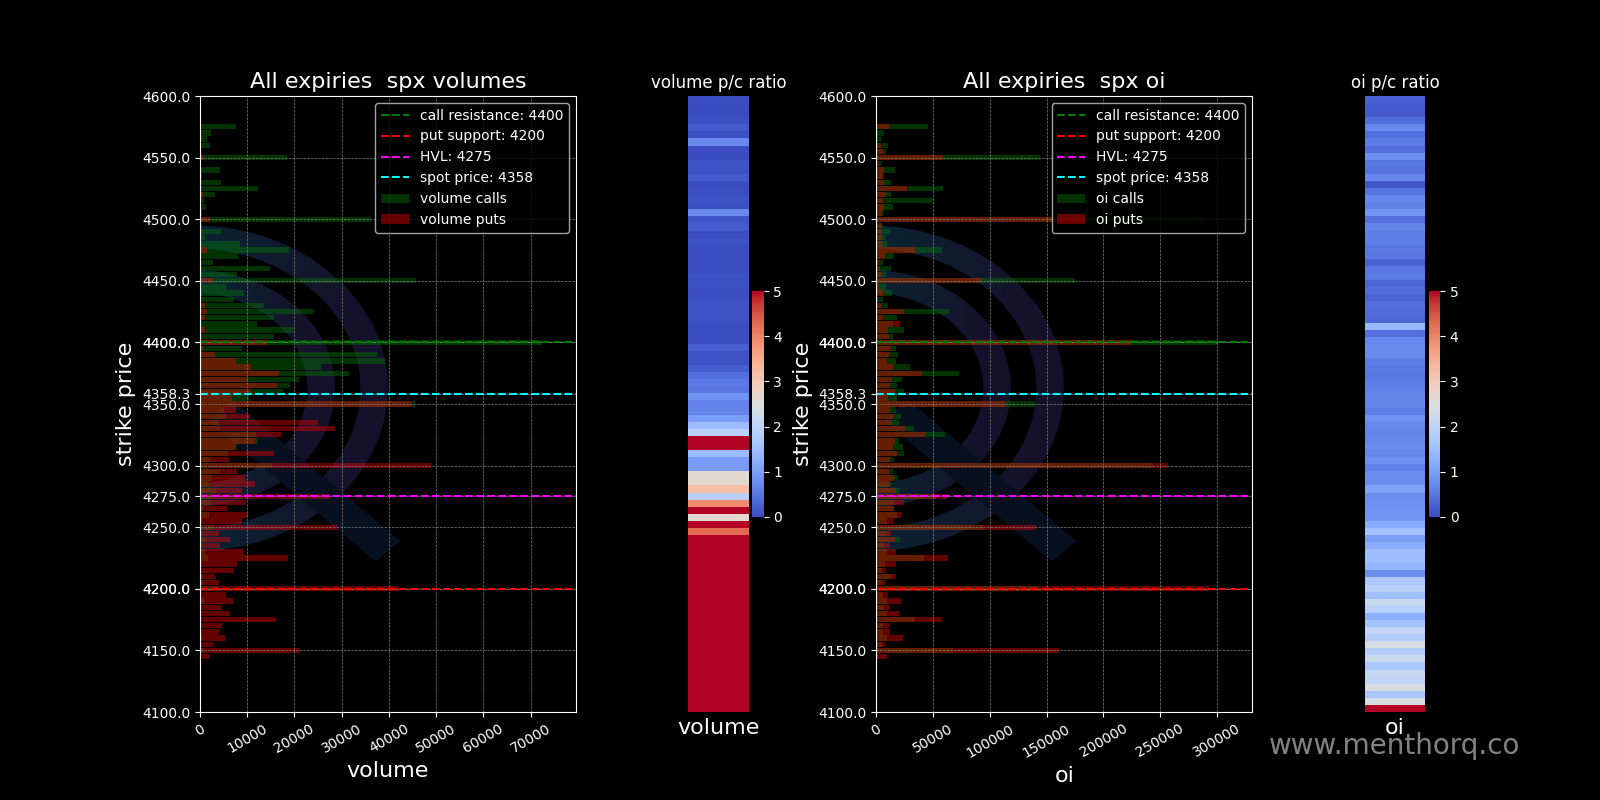 All expiries  spx volumes
4600.0
4550.0
4500.0
4450.0
4400.0
4358.3
4350.0
4300.0
4275.0
4250.0
4200.0
4150.0
4100.0
strike price
0
10000
20000
30000
40000
50000
60000
70000
volume
call resistance: 4400
put support: 4200
HVL: 4275
spot price: 4358
volume calls
volume puts
volume p/c ratio
5
4
3
2
1
0
volume
All expiries  spx oi
4600.0
4550.0
4500.0
4450.0
4400.0
4358.3
4350.0
4300.0
4275.0
4250.0
4200.0
4150.0
4100.0
strike price
0
50000
100000
150000
200000
250000
300000
oi
call resistance: 4400
put support: 4200
HVL: 4275
spot price: 4358
oi calls
oi puts
oi p/c ratio
5
4
3
2
1
0
oi
www.menthorq.co